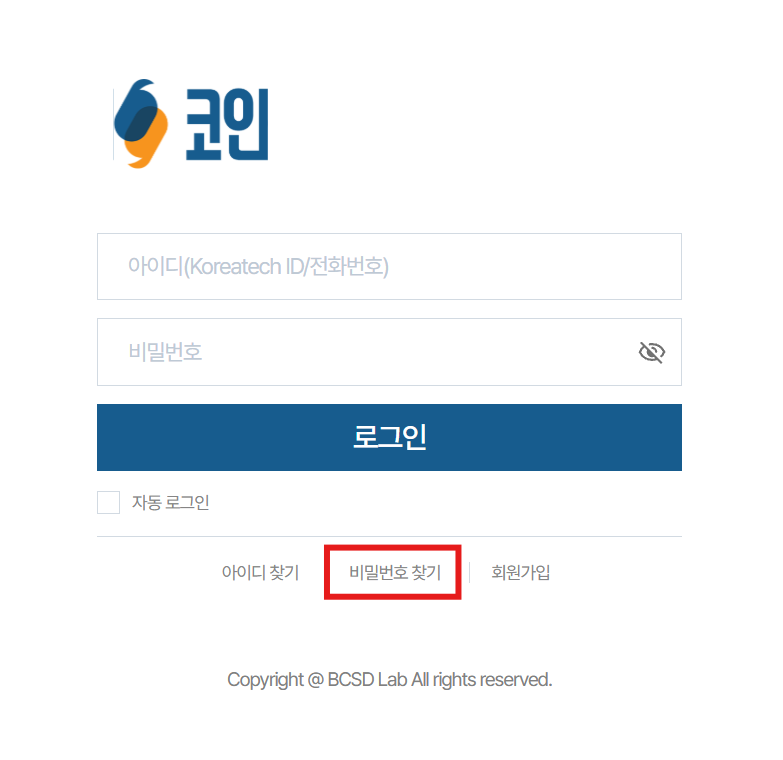 코인
아이디(Koreatech ID/전화번호)
비밀번호
로그인
자동 로그인
아이디 찾기 비밀번호 찾기 회원가입
Copyright @ BCSD Lab All rights reserved.